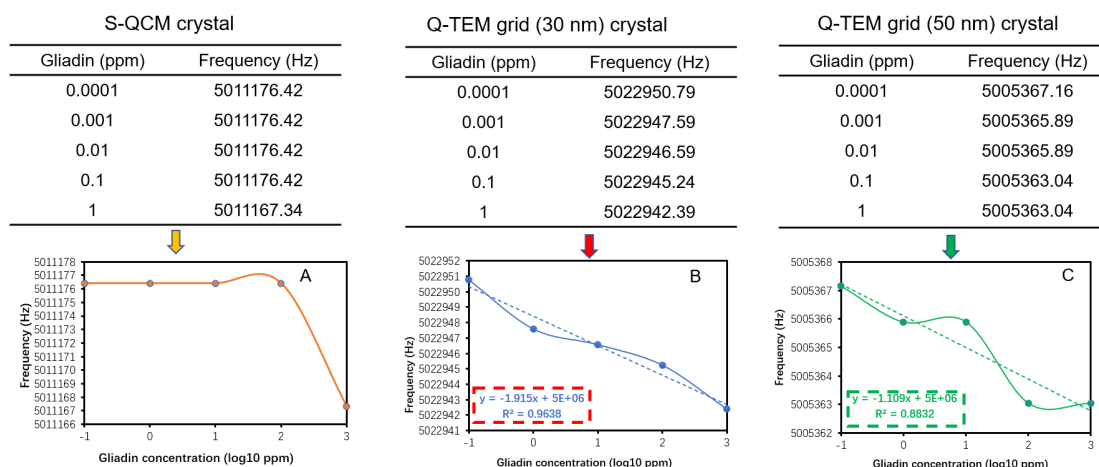 S-QCM crystal
Gliadin (ppm) Frequency (Hz)
0.0001 5011176.42
0.001 5011176.42
0.01 5011176.42
0.1 5011176.42
1 5011167.34
Q-TEM grid (30 nm) crystal
Gliadin (ppm) Frequency (Hz)
0.0001 5022950.79
0.001 5022947.59
0.01 5022946.59
0.1 5022945.24
1 5022942.39
Q-TEM grid (50 nm) crystal
Gliadin (ppm) Frequency (Hz)
0.0001 5005367.16
0.001 5005365.89
0.01 5005365.89
0.1 5005363.04
1 5005363.04
A
Frequency (Hz)
5011178
5011177
5011176
5011175
5011174
5011173
5011172
5011171
5011170
5011169
5011168
5011167
5011166
-1 0 1 2 3
Gliadin concentration (log10 ppm)
B
Frequency (Hz)
5022952
5022951
5022950
5022949
5022948
5022947
5022946
5022945
5022944
5022943
5022942
5022941
y = -1.915x + 5E+06
R² = 0.9638
-1 0 1 2 3
Gliadin concentration (log10 ppm)
C
Frequency (Hz)
5005368
5005367
5005366
5005365
5005364
5005363
5005362
y = -1.109x + 5E+06
R² = 0.8832
-1 0 1 2 3
Gliadin concentration (log10 ppm)